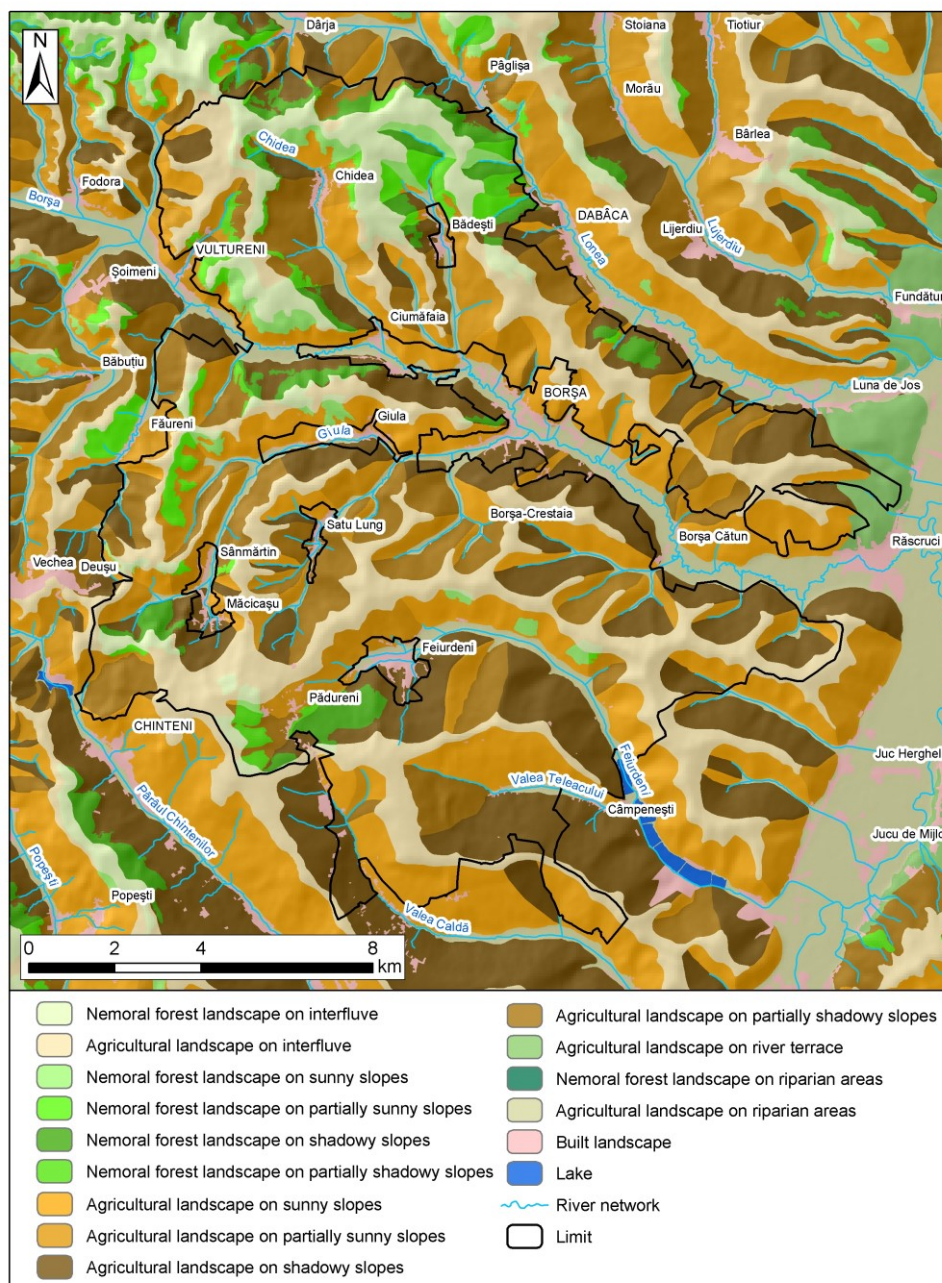 N
Dârja
Stoiana
Tiotiur
Pâglișa
Morău
Bârlea
Chidea
Chidea
Fodora
Borșa
Bădești
DABÂCA
Lonea
Lijerdiu
Lujerdiu
VULTURENI
Șoimeni
Fundătur
Ciumăfaia
Băbuțiu
BORȘA
Luna de Jos
Făureni
Giula
Giula
Satu Lung
Borșa-Crestaia
Borșa Cătun
Răscruci
Sânmărtin
Vechea
Deușu
Măcicașu
Feiurdeni
Pădureni
CHINTENI
Juc Herghel
Feiurdeni
Valea Teleacului
Câmpenești
Pârâul Chintenilor
Jucu de Mijlo
Popești
Popești
Valea Caldă
0 2 4 8
km
Nemoral forest landscape on interfluve
Agricultural landscape on interfluve
Nemoral forest landscape on sunny slopes
Nemoral forest landscape on partially sunny slopes
Nemoral forest landscape on shadowy slopes
Nemoral forest landscape on partially shadowy slopes
Agricultural landscape on sunny slopes
Agricultural landscape on partially sunny slopes
Agricultural landscape on shadowy slopes
Agricultural landscape on partially shadowy slopes
Agricultural landscape on river terrace
Nemoral forest landscape on riparian areas
Agricultural landscape on riparian areas
Built landscape
Lake
River network
Limit